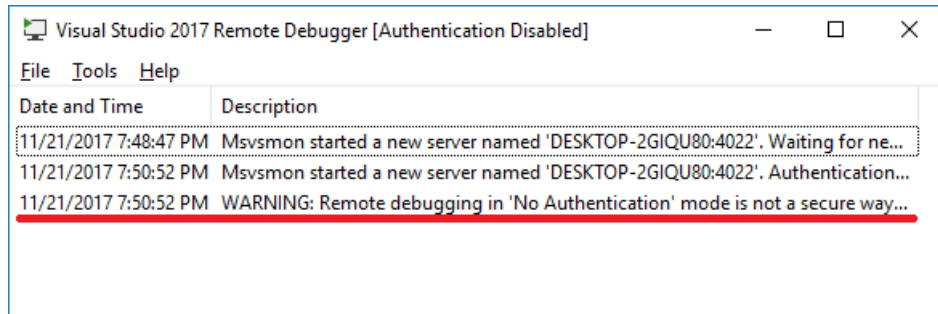 Visual Studio 2017 Remote Debugger [Authentication Disabled]
File Tools Help
Date and Time Description
11/21/2017 7:48:47 PM Msvsmon started a new server named 'DESKTOP-2GIQU80:4022'. Waiting for ne...
11/21/2017 7:50:52 PM Msvsmon started a new server named 'DESKTOP-2GIQU80:4022'. Authentication...
11/21/2017 7:50:52 PM WARNING: Remote debugging in 'No Authentication' mode is not a secure way...